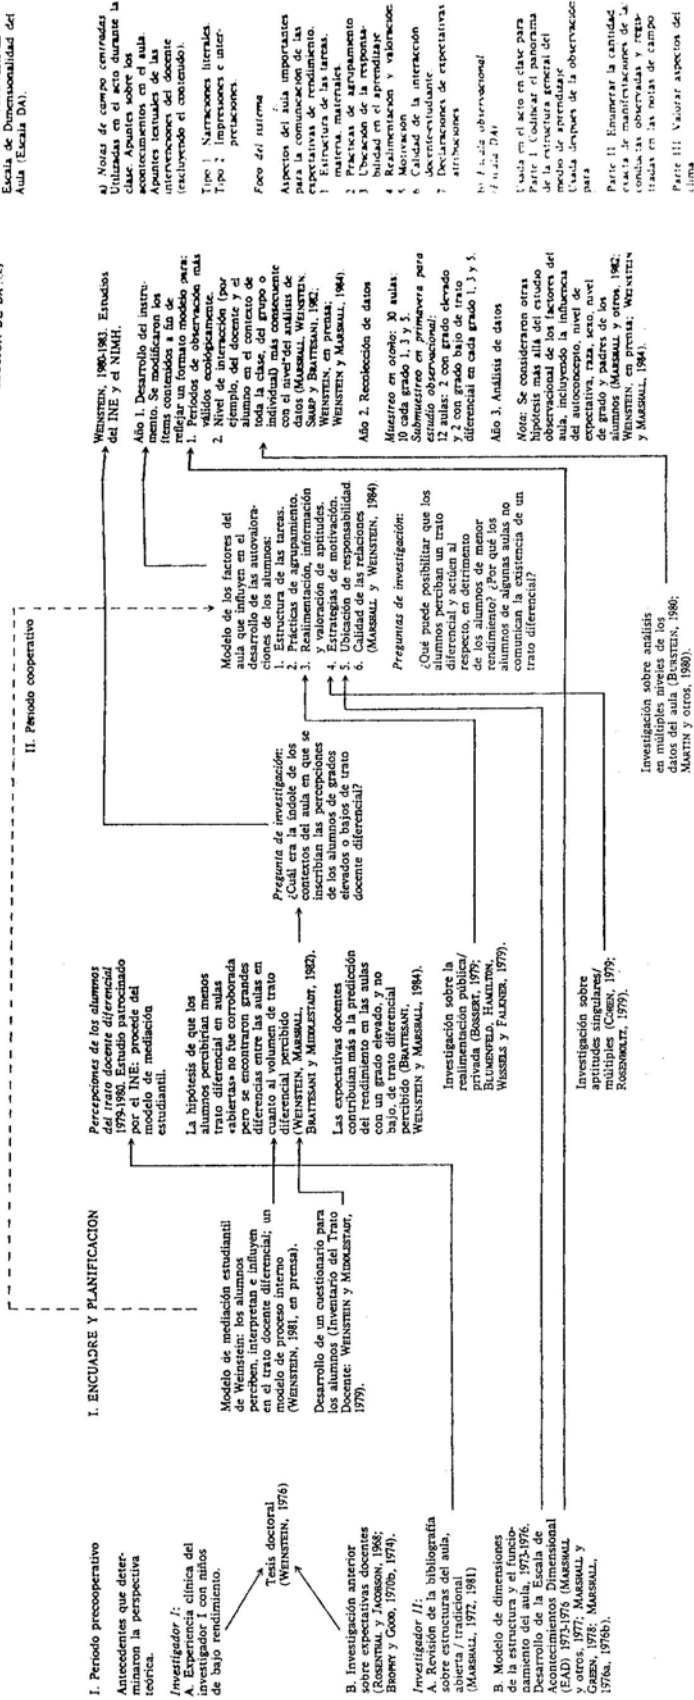 I. Periodo precooperativo
Antecedentes que deter-
minaron la perspectiva
teórica.
Investigador I:
A. Experiencia clínica del
investigador I con niños
de bajo rendimiento.
Tesis doctoral
(WEINSTEIN, 1976)
B. Investigación anterior
sobre expectativas docentes
(ROSENTHAL y JACOBSON, 1968;
BROPHY y GOOD, 1970b, 1974).
Investigador II:
A. Revisión de la bibliografía
sobre estructuras del aula,
abierta / tradicional
(MARSHALL, 1972, 1981)
B. Modelo de dimensiones
de la estructura y el funcio-
namiento del aula, 1973-1976.
Desarrollo de la Escala de
Acontecimientos Dimensional
(EAD) 1973-1976 (MARSHALL
y otros, 1977; MARSHALL y
GREEN, 1978; MARSHALL,
1976a, 1976b).
I. ENCUADRE Y PLANIFICACION
Modelo de mediación estudiantil
de Weinstein: los alumnos
perciben, interpretan e influyen
en el trato docente diferencial; un
modelo de proceso interno
(WEINSTEIN, 1981, en prensa).
Desarrollo de un cuestionario para
los alumnos (Inventario del Trato
Docente: WEINSTEIN y MIDDLESTADT,
1979).
Percepciones de los alumnos
del trato docente diferencial
1979-1980. Estudio patrocinado
por el INE: procede del
modelo de mediación
estudiantil.
La hipótesis de que los
alumnos percibirían menos
trato diferencial en aulas
«abiertas» no fue corroborada
pero se encontraron grandes
diferencias entre las aulas en
cuanto al volumen de trato
diferencial percibido
(WEINSTEIN, MARSHALL,
BRATTESANI y MIDDLESTADT, 1982).
Las expectativas docentes
contribuían más a la predicción
del rendimiento en las aulas
con un grado elevado, y no
bajo, de trato diferencial
percibido (BRATTESANI,
WEINSTEIN y MARSHALL, 1984).
Investigación sobre la
realimentación pública/
privada (BOSSERT, 1979;
BLUMENFELD, HAMILTON,
WESSELS y FALKNER, 1979).
Investigación sobre
aptitudes singulares/
múltiples (COHEN, 1979;
ROSENHOLTZ, 1979).
II. Periodo cooperativo
Pregunta de investigación:
¿Cuál era la índole de los
contextos del aula en que se
inscribían las percepciones
de los alumnos de grados
elevados o bajos de trato
docente diferencial?
Modelo de los factores del
aula que influyen en el
desarrollo de las autovalora-
ciones de los alumnos:
1. Estructura de las tareas.
2. Prácticas de agrupamiento.
3. Realimentación, información
y valoración de aptitudes.
4. Estrategias de motivación.
5. Ubicación de responsabilidad.
6. Calidad de las relaciones
(MARSHALL y WEINSTEIN, 1984).
Preguntas de investigación:
¿Qué puede posibilitar que los
alumnos perciban un trato
diferencial y actúen al
respecto, en detrimento
de los alumnos de menor
rendimiento? ¿Por qué los
alumnos de algunas aulas no
comunican la existencia de un
trato diferencial?
Investigación sobre análisis
en múltiples niveles de los
datos del aula (BURSTEIN, 1980;
MARTIN y otros, 1980).
WEINSTEIN, 1980-1983. Estudios
del INE y el NIMH.
Año 1. Desarrollo del instru-
mento. Se modificaron los
ítems contenidos a fin de
reflejar un formato modelo para:
1. Períodos de observación más
válidos ecológicamente.
2. Nivel de interacción (por
ejemplo, del docente y el
alumno en el contexto de
toda la clase, del grupo o
individual) más consecuente
con el nivel del análisis de
datos (MARSHALL, WEINSTEIN,
SHARP y BRATTESANI, 1982;
WEINSTEIN, en prensa;
WEINSTEIN y MARSHALL, 1984).
Año 2. Recolección de datos
Muestreo en otoño: 30 aulas:
10 cada grado 1, 3 y 5.
Submuestreo en primavera para
estudio observacional:
12 aulas: 2 con grado elevado
y 2 con grado bajo de trato
diferencial en cada grado 1, 3 y 5.
Año 3. Análisis de datos
Nota: Se consideraron otras
hipótesis más allá del estudio
observacional de los factores del
aula, incluyendo la influencia
del autoconcepto, nivel de
expectativa, raza, sexo, nivel
de grado y padres de los
alumnos (MARSHALL y otros, 1982;
WEINSTEIN, en prensa; WEINSTEIN
y MARSHALL, 1984).
Escala de Dimensionalidad del
Aula (Escala DA).
a) Notas de campo centradas
Utilizadas en el acto durante la
clase. Apuntes sobre los
acontecimientos en el aula.
Apuntes textuales de las
intervenciones del docente
(excluyendo el contenido).
Tipo 1 Narraciones literales.
Tipo 2 Impresiones e inter-
pretaciones.
Foco del sistema
Aspectos del aula importantes
para la comunicación de las
expectativas de rendimiento.
1 Estructura de las tareas.
materia, materiales.
2 Prácticas de agrupamiento
3 Ubicación de la responsa-
bilidad en el aprendizaje
4 Realimentación y valoración.
5 Motivación
6 Calidad de la interacción
docente-estudiante.
7 Declaraciones de expectativas
atribuciones
b) Escala observacional
Usada en el acto en clase para
Parte I Codificar el panorama
de la estructura general del
medio de aprendizaje
Usada después de la observación
para
Parte II Enumerar la cantidad
exacta de manifestaciones de la
conductas observadas y regis-
tradas en las notas de campo
Parte III Valorar aspectos del
clima